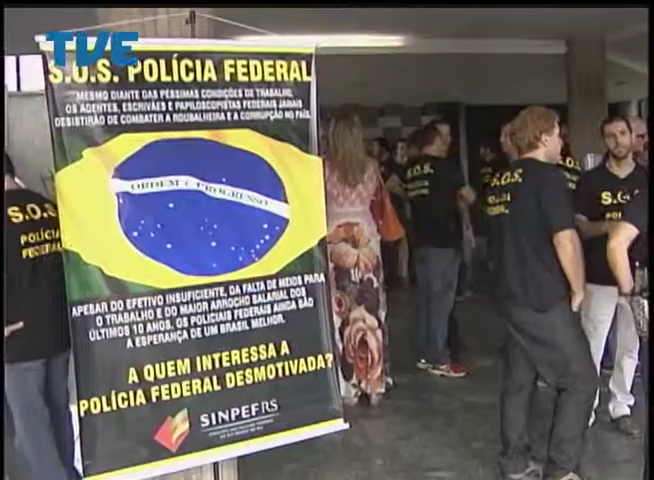 TVE
S.O.S. POLÍCIA FEDERAL
MESMO DIANTE DAS PÉSSIMAS CONDIÇÕES DE TRABALHO,
OS AGENTES, ESCRIVÃES E PAPILOSCOPISTAS FEDERAIS JAMAIS
DESISTIRÃO DE COMBATER A ROUBALHEIRA E A CORRUPÇÃO NO PAÍS.
ORDEM E PROGRESSO
APESAR DO EFETIVO INSUFICIENTE, DA FALTA DE MEIOS PARA
O TRABALHO E DO MAIOR ARROCHO SALARIAL DOS
ÚLTIMOS 10 ANOS, OS POLICIAIS FEDERAIS AINDA SÃO
A ESPERANÇA DE UM BRASIL MELHOR.
A QUEM INTERESSA A
POLÍCIA FEDERAL DESMOTIVADA?
SINPEFRS
S.O.S.
POLÍCIA
FEDERAL
S.O.S.
S.O.S.
S.O.S.